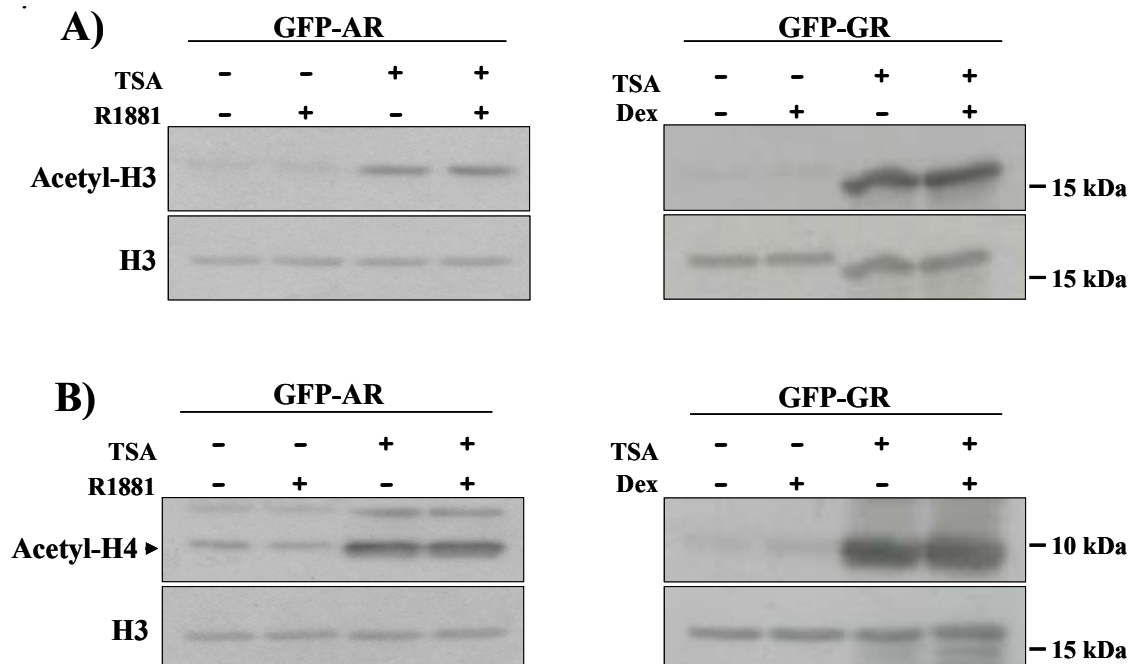 A)
GFP-AR GFP-GR
TSA - - + + TSA - - + +
R1881 - + - + Dex - + - +
Acetyl-H3 15 kDa
H3 15 kDa
B)
GFP-AR GFP-GR
TSA - - + + TSA - - + +
R1881 - + - + Dex - + - +
Acetyl-H4 10 kDa
H3 15 kDa